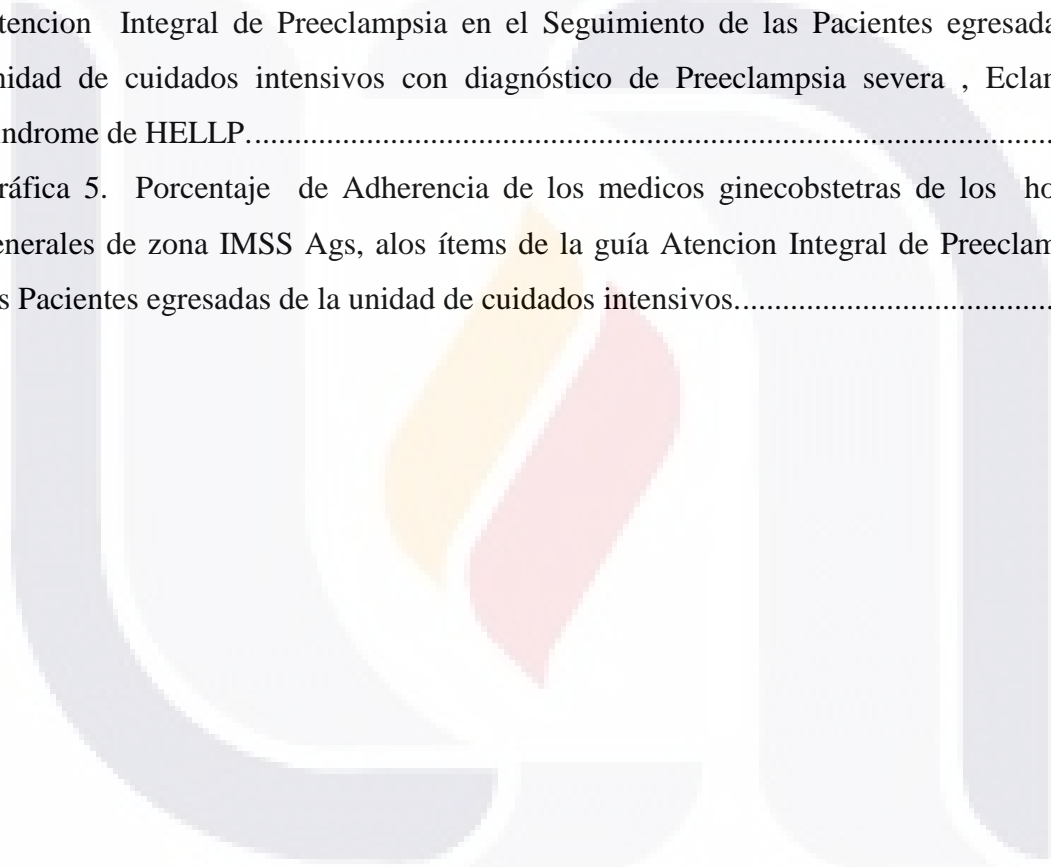 tencion Integral de Preeclampsia en el Seguimiento de las Pacientes egresada
nidad de cuidados intensivos con diagnóstico de Preeclampsia severa , Eclam
ndrome de HELLP.......................................................................................................
ráfica 5. Porcentaje de Adherencia de los medicos ginecobstetras de los ho
enerales de zona IMSS Ags, alos ítems de la guía Atencion Integral de Preeclam
s Pacientes egresadas de la unidad de cuidados intensivos.......................................